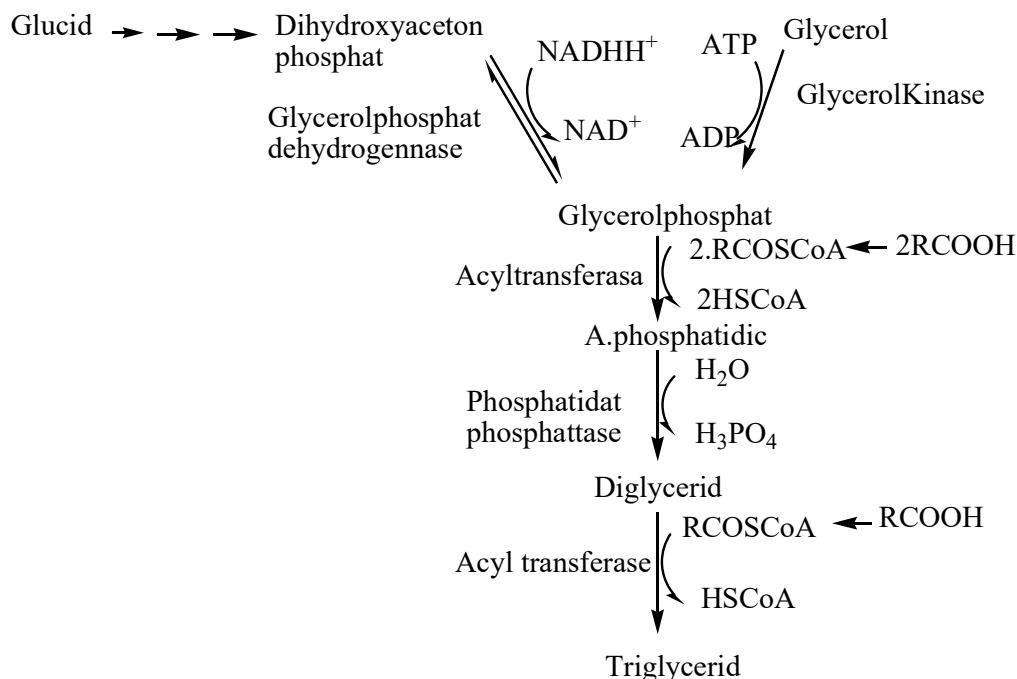 Glucid
Dihydroxyaceton
phosphat
NADHH⁺
ATP
Glycerol
GlycerolKinase
Glycerolphosphat
dehydrogennase
NAD⁺
ADP
Glycerolphosphat
2.RCOSCoA
2RCOOH
Acyltransferasa
2HSCoA
A.phosphatidic
H₂O
Phosphatidat
phosphattase
H₃PO₄
Diglycerid
RCOSCoA
RCOOH
Acyl transferase
HSCoA
Triglycerid